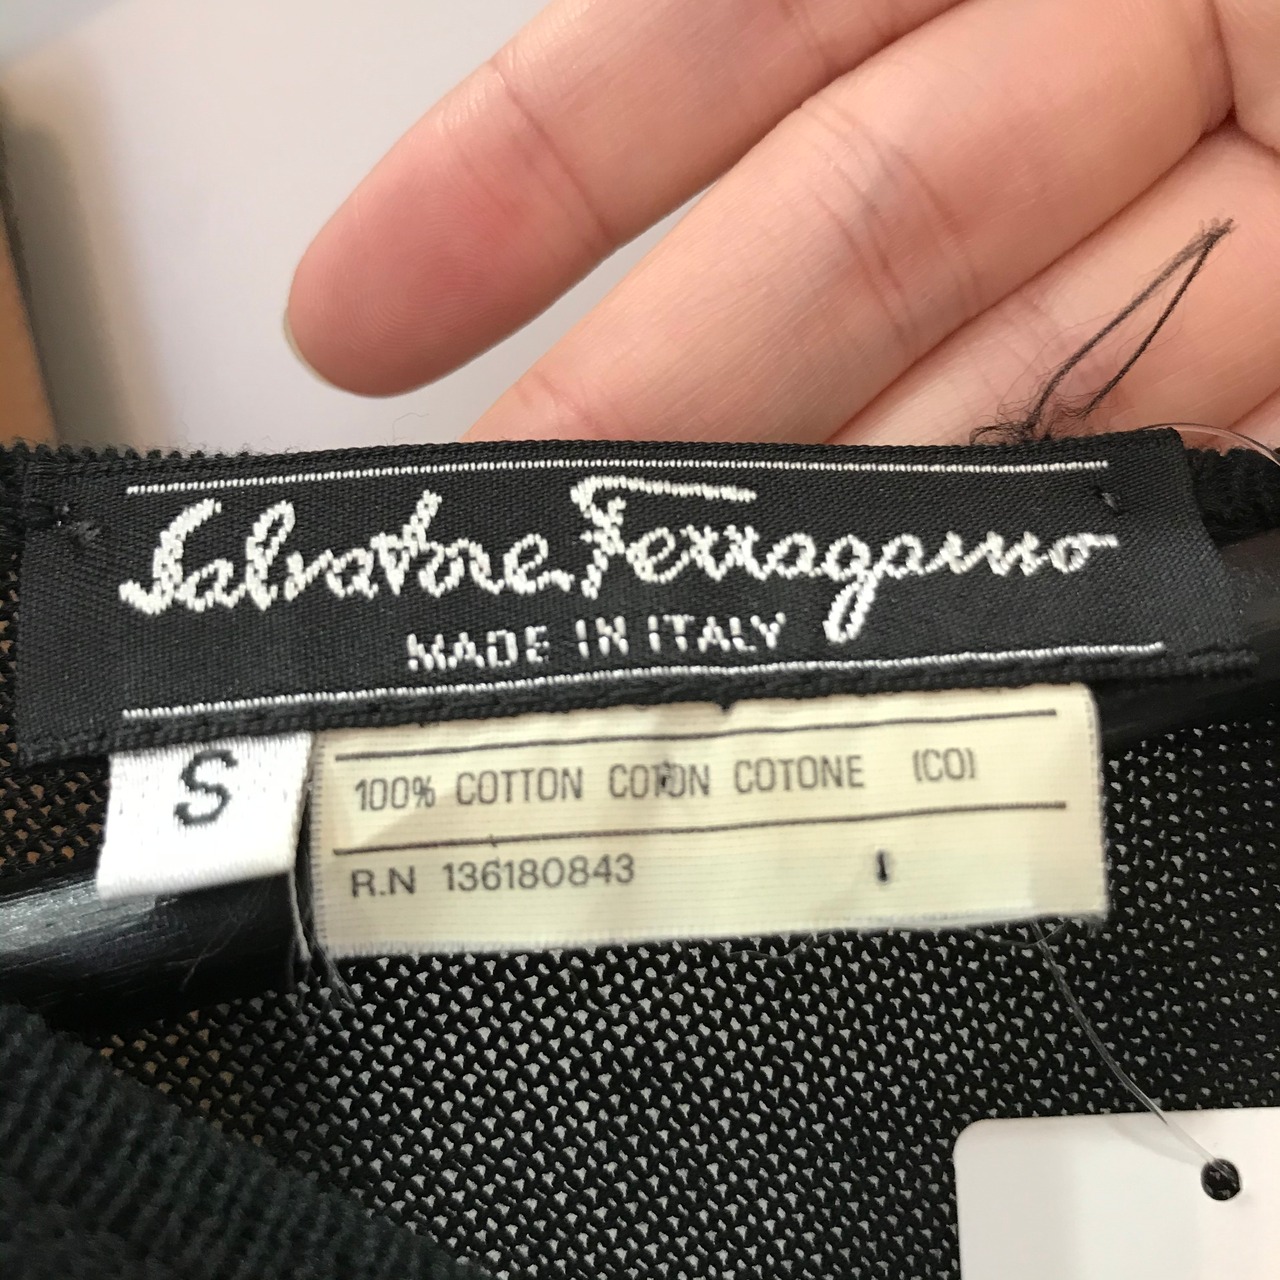 Salvatore Ferragamo
MADE IN ITALY
S
100% COTTON COTON COTONE (CO)
R.N 136180843